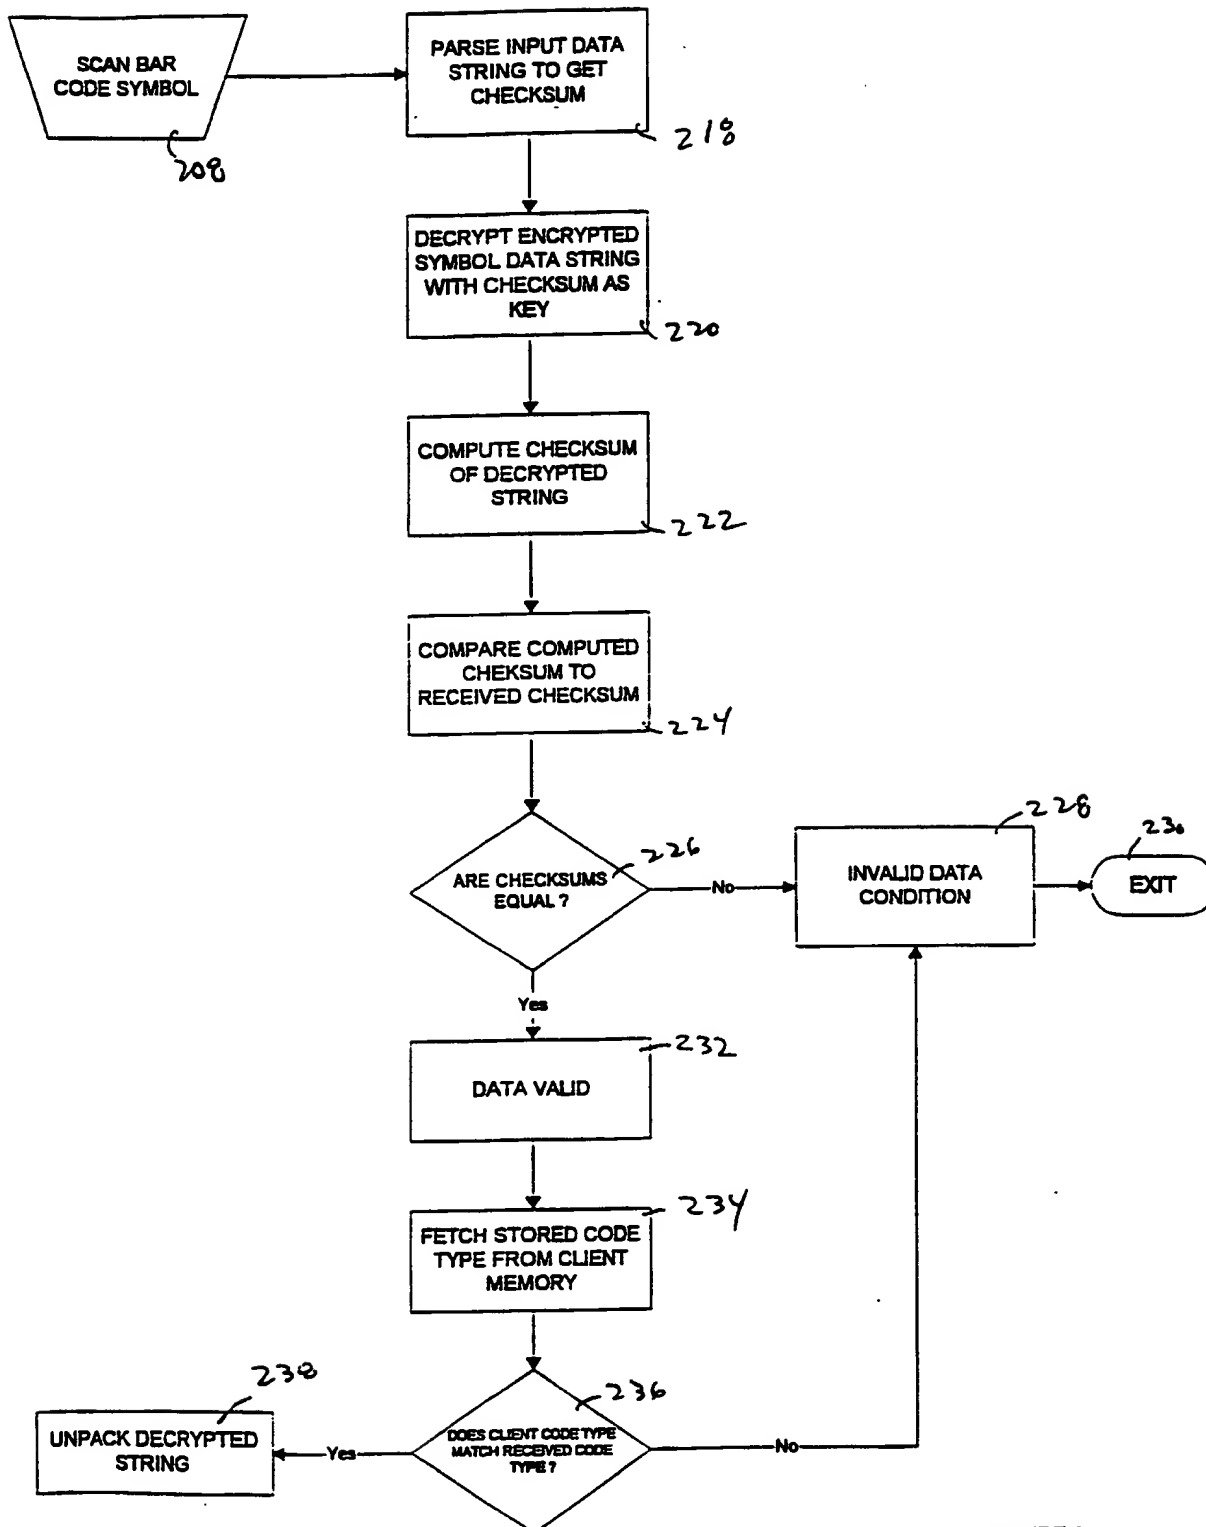 SCAN BAR
CODE SYMBOL
208
PARSE INPUT DATA
STRING TO GET
CHECKSUM
218
DECRYPT ENCRYPTED
SYMBOL DATA STRING
WITH CHECKSUM AS
KEY
220
COMPUTE CHECKSUM
OF DECRYPTED
STRING
222
COMPARE COMPUTED
CHEKSUM TO
RECEIVED CHECKSUM
224
226
ARE CHECKSUMS
EQUAL ?
No
228
INVALID DATA
CONDITION
230
EXIT
Yes
232
DATA VALID
234
FETCH STORED CODE
TYPE FROM CLIENT
MEMORY
236
DOES CLIENT CODE TYPE
MATCH RECEIVED CODE
TYPE ?
No
Yes
238
UNPACK DECRYPTED
STRING